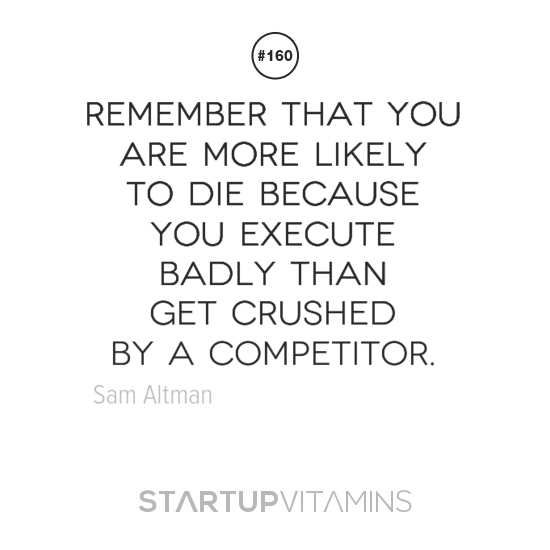 #160
REMEMBER THAT YOU
ARE MORE LIKELY
TO DIE BECAUSE
YOU EXECUTE
BADLY THAN
GET CRUSHED
BY A COMPETITOR.
Sam Altman
STARTUPVITAMINS